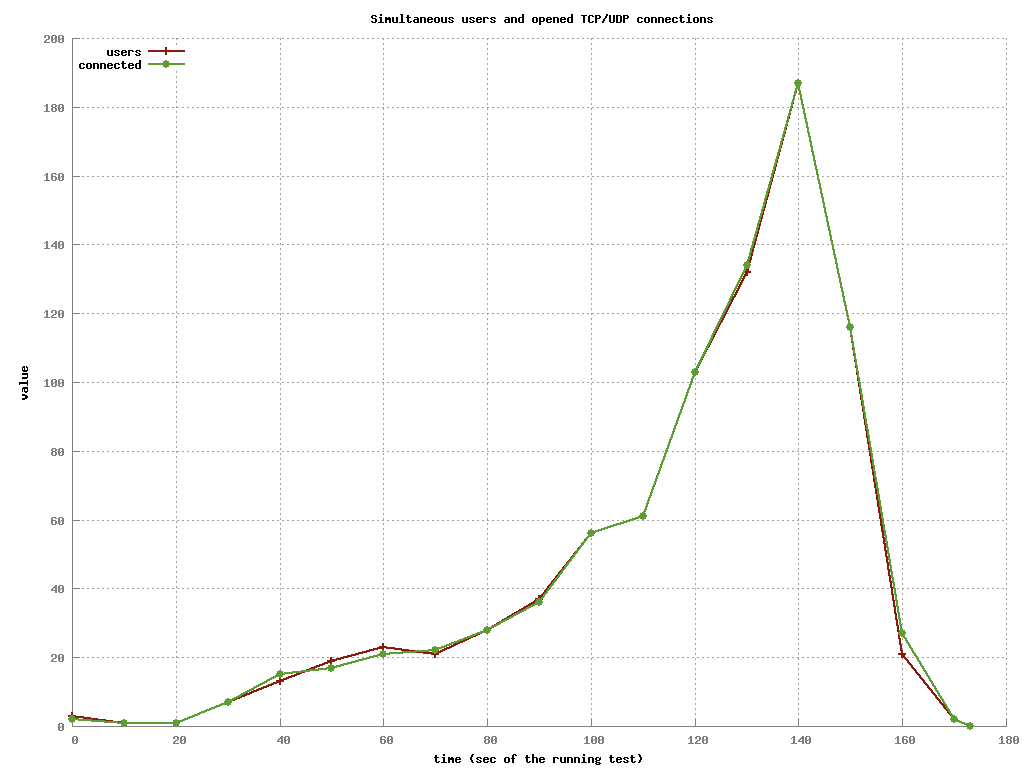 Simultaneous users and opened TCP/UDP connections
users
connected
200
180
160
140
120
100
80
60
40
20
0
value
0 20 40 60 80 100 120 140 160 180
time (sec of the running test)